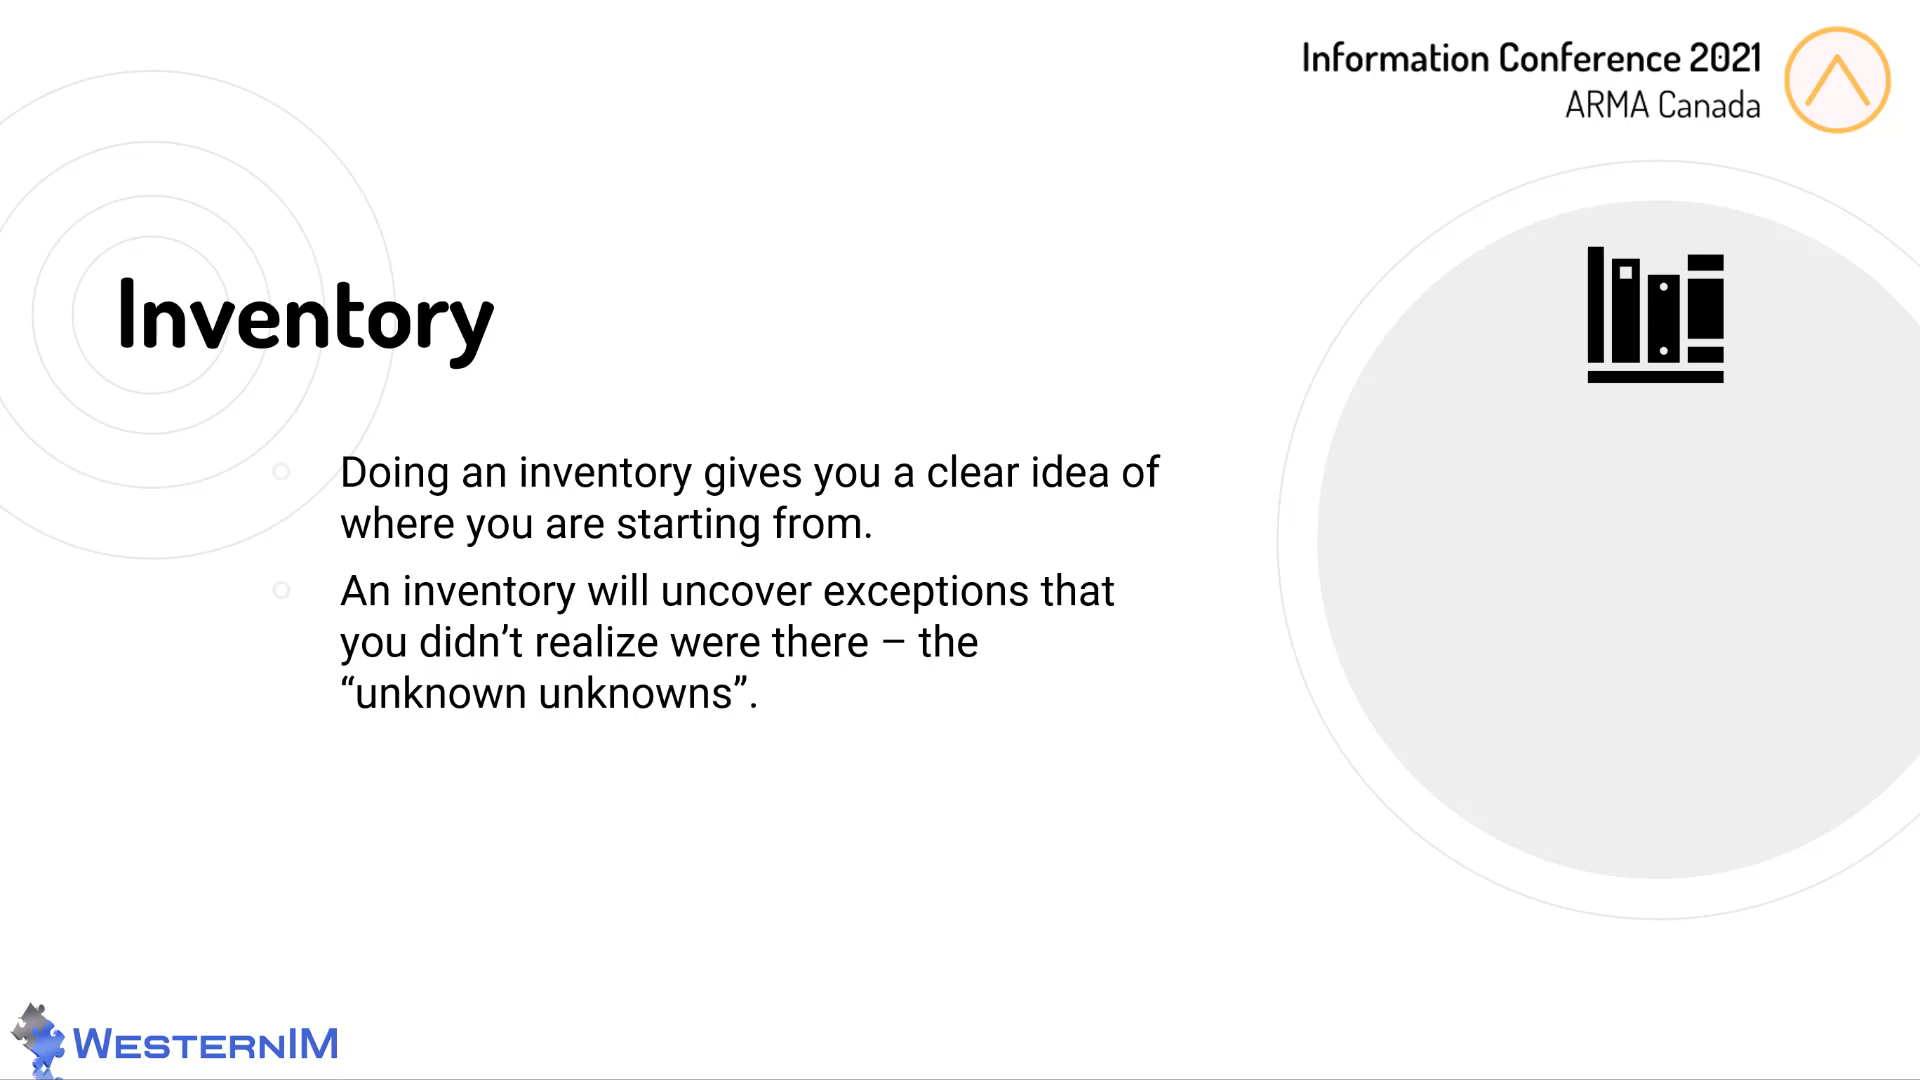 Information Conference 2021
ARMA Canada
Inventory
Doing an inventory gives you a clear idea of
where you are starting from.
An inventory will uncover exceptions that
you didn’t realize were there – the
“unknown unknowns”.
WESTERNIM